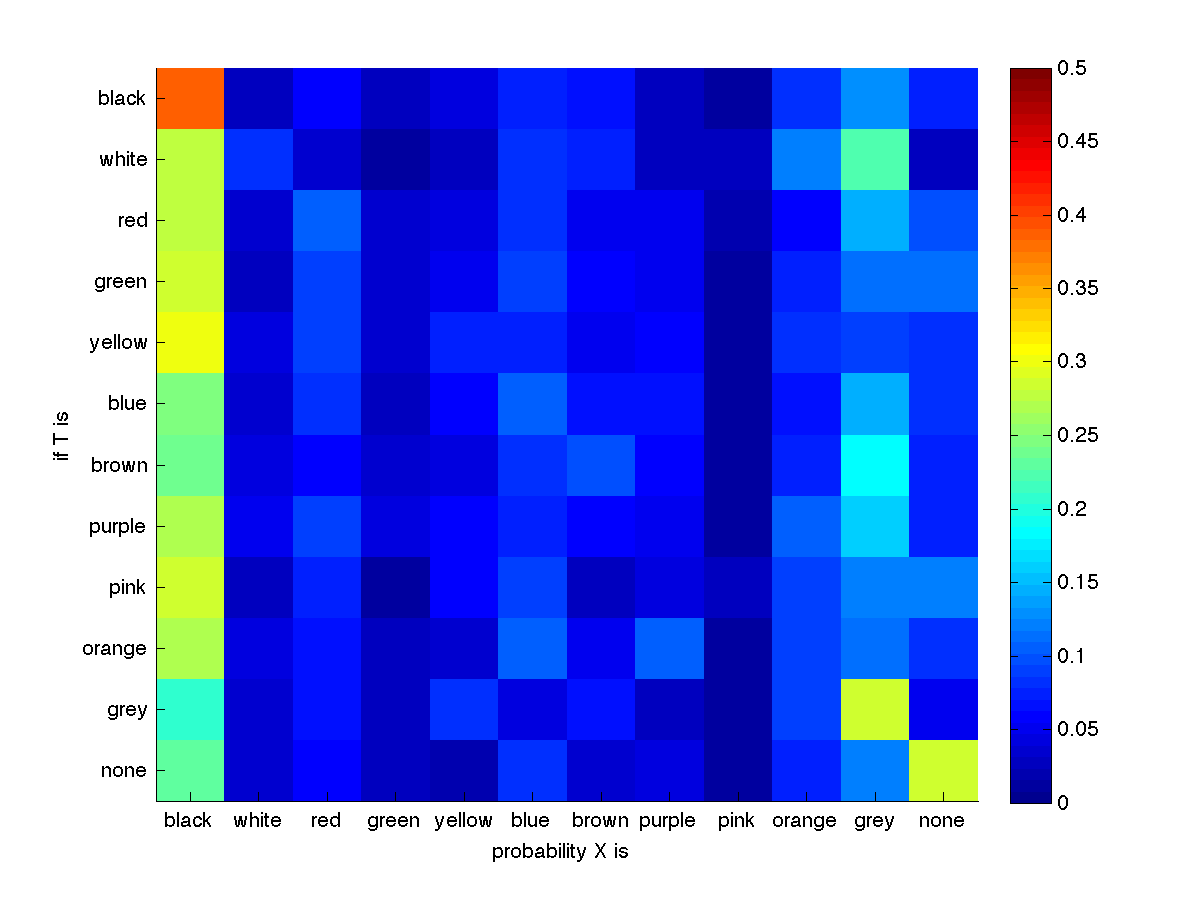 black
white
red
green
yellow
blue
brown
purple
pink
orange
grey
none
if T is
black white red green yellow blue brown purple pink orange grey none
probability X is
0.5
0.45
0.4
0.35
0.3
0.25
0.2
0.15
0.1
0.05
0